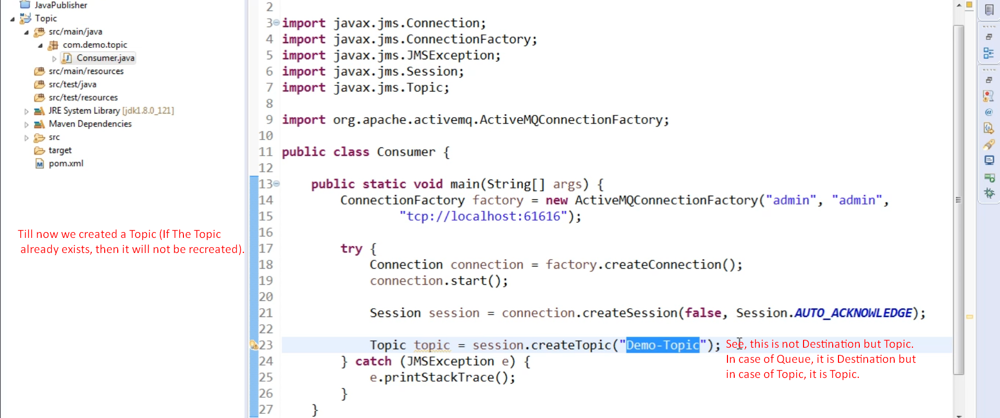 JavaPublisher
Topic
src/main/java
com.demo.topic
Consumer.java
src/main/resources
src/test/java
src/test/resources
JRE System Library [jdk1.8.0_121]
Maven Dependencies
src
target
pom.xml
Till now we created a Topic (If The Topic
already exists, then it will not be recreated).
2
3 import javax.jms.Connection;
4 import javax.jms.ConnectionFactory;
5 import javax.jms.JMSException;
6 import javax.jms.Session;
7 import javax.jms.Topic;
8
9 import org.apache.activemq.ActiveMQConnectionFactory;
10
11 public class Consumer {
12
13 public static void main(String[] args) {
14 ConnectionFactory factory = new ActiveMQConnectionFactory("admin", "admin",
15 "tcp://localhost:61616");
16
17 try {
18 Connection connection = factory.createConnection();
19 connection.start();
20
21 Session session = connection.createSession(false, Session.AUTO_ACKNOWLEDGE);
22
23 Topic topic = session.createTopic("Demo-Topic");
24 } catch (JMSException e) {
25 e.printStackTrace();
26 }
27 }
See, this is not Destination but Topic.
In case of Queue, it is Destination but
in case of Topic, it is Topic.